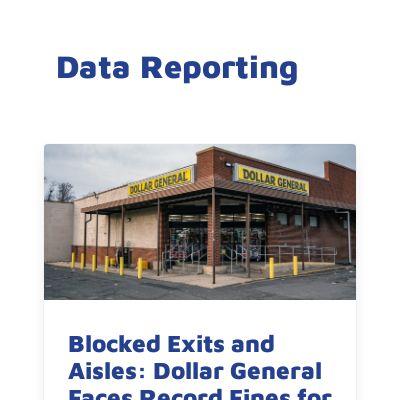 Data Reporting
DOLLAR GENERAL
DOLLAR GENERAL
Blocked Exits and
Aisles: Dollar General
Faces Record Fines for